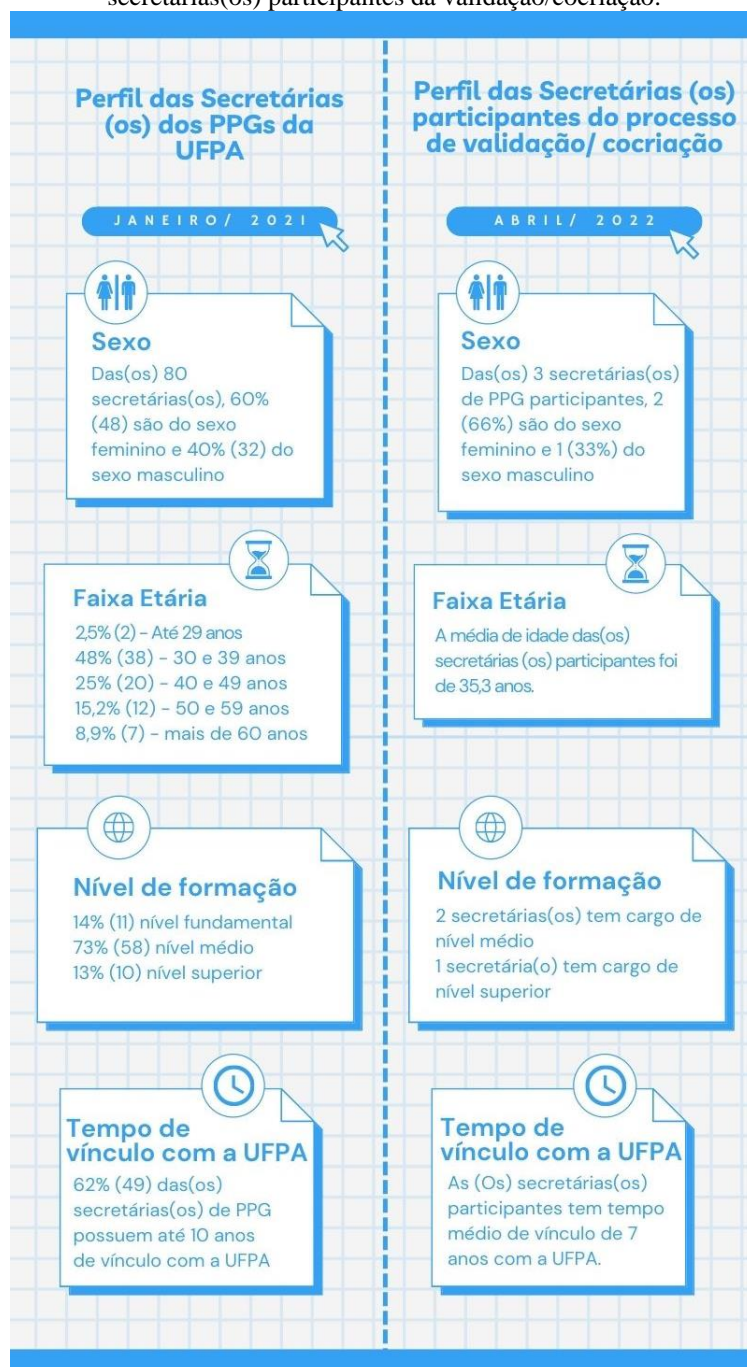 secretárias(os) participantes da validação/cocriação.
Perfil das Secretárias
(os) dos PPGs da
UFPA
JANEIRO/ 2021
Sexo
Das(os) 80
secretárias(os), 60%
(48) são do sexo
feminino e 40% (32) do
sexo masculino
Faixa Etária
2,5% (2) - Até 29 anos
48% (38) - 30 e 39 anos
25% (20) - 40 e 49 anos
15,2% (12) - 50 e 59 anos
8,9% (7) - mais de 60 anos
Nível de formação
14% (11) nível fundamental
73% (58) nível médio
13% (10) nível superior
Tempo de
vínculo com a UFPA
62% (49) das(os)
secretárias(os) de PPG
possuem até 10 anos
de vínculo com a UFPA
Perfil das Secretárias (os)
participantes do processo
de validação/ cocriação
ABRIL/ 2022
Sexo
Das(os) 3 secretárias(os)
de PPG participantes, 2
(66%) são do sexo
feminino e 1 (33%) do
sexo masculino
Faixa Etária
A média de idade das(os)
secretárias (os) participantes foi
de 35,3 anos.
Nível de formação
2 secretárias(os) tem cargo de
nível médio
1 secretária(o) tem cargo de
nível superior
Tempo de
vínculo com a UFPA
As (Os) secretárias(os)
participantes tem tempo
médio de vínculo de 7
anos com a UFPA.